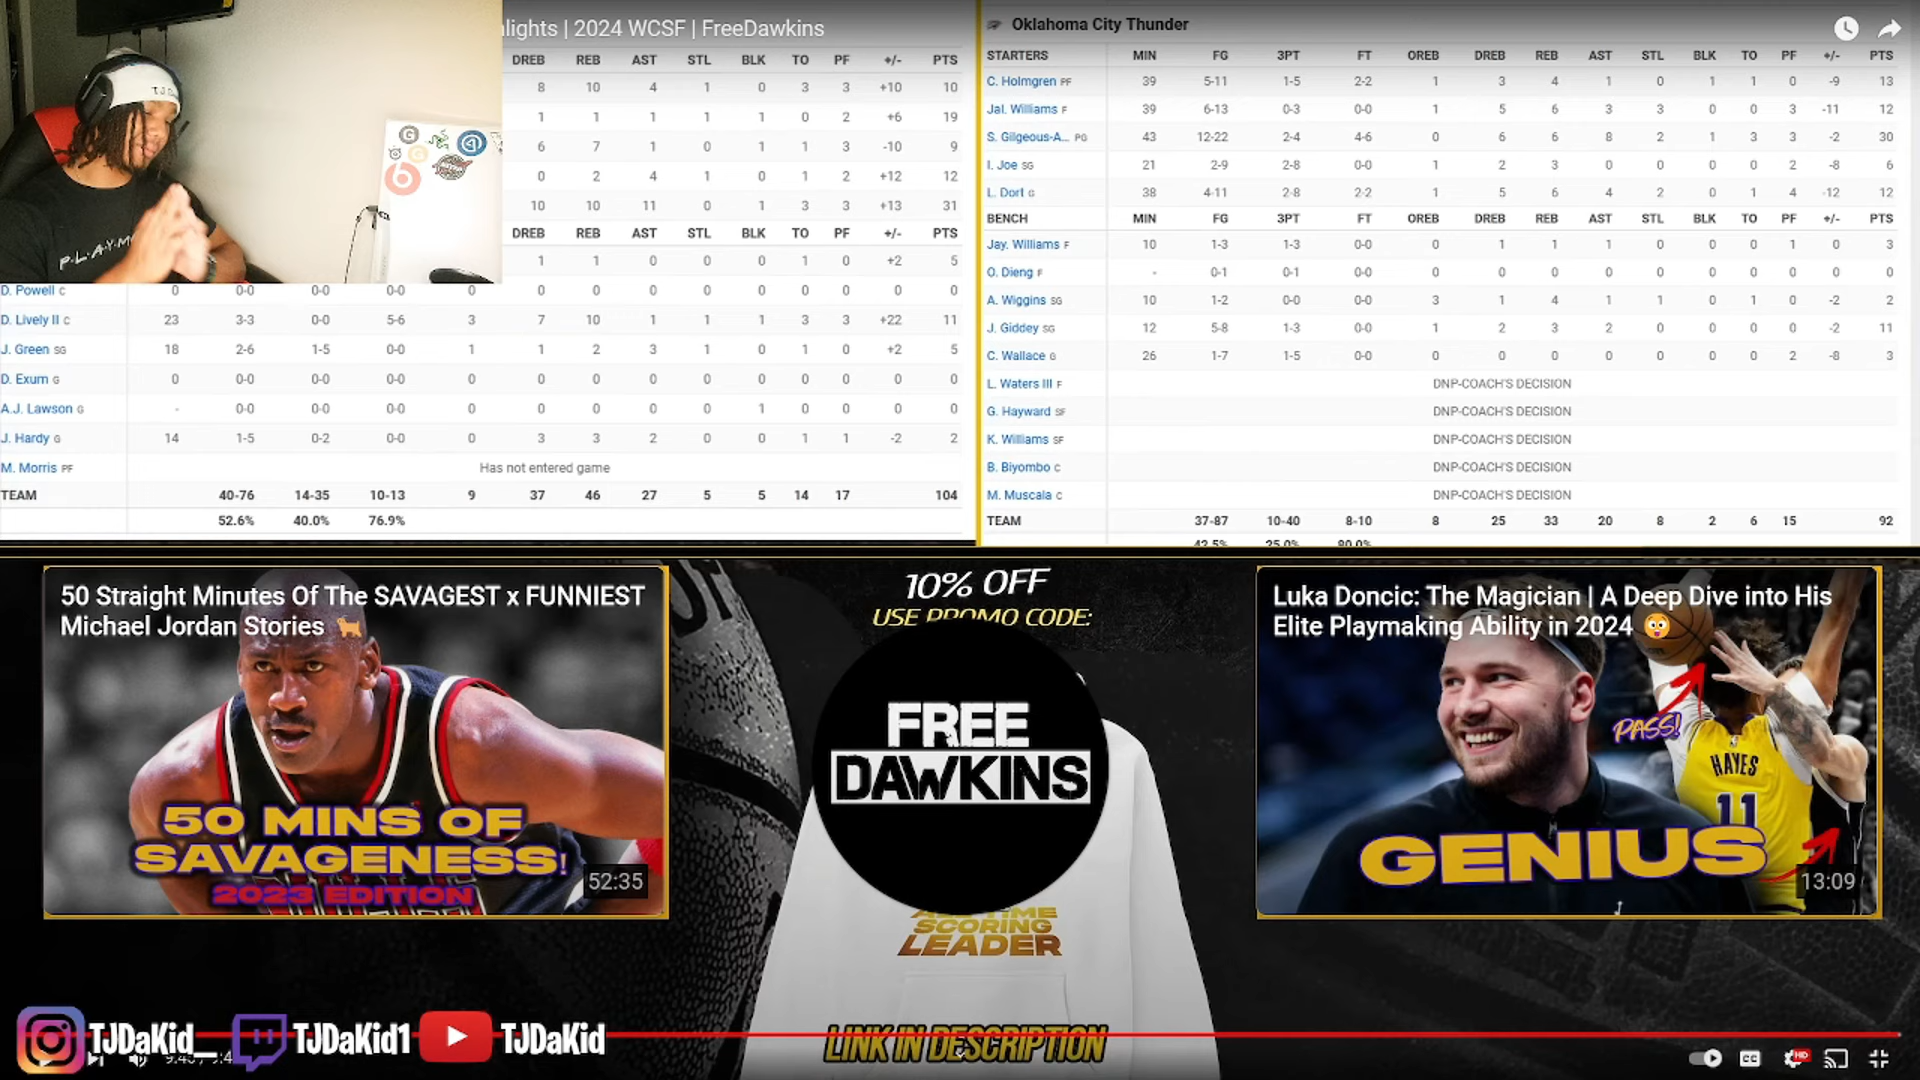 hlights | 2024 WCSF | FreeDawkins
DREB REB AST STL BLK TO PF +/- PTS
8 10 4 1 0 3 3 +10 10
1 1 1 1 1 0 2 +6 19
6 7 1 0 1 1 3 -10 9
0 2 4 1 0 1 2 +12 12
10 10 11 0 1 3 3 +13 31
DREB REB AST STL BLK TO PF +/- PTS
1 1 0 0 0 1 0 +2 5
D. Powell C 0 0-0 0-0 0-0 0 0 0 0 0 0 0 0 0 0
D. Lively II C 23 3-3 0-0 5-6 3 7 10 1 1 1 3 3 +22 11
J. Green SG 18 2-6 1-5 0-0 1 1 2 3 1 0 1 0 +2 5
D. Exum G 0 0-0 0-0 0-0 0 0 0 0 0 0 0 0 0 0
A.J. Lawson G - 0-0 0-0 0-0 0 0 0 0 0 1 0 0 0 0
J. Hardy G 14 1-5 0-2 0-0 0 3 3 2 0 0 1 1 -2 2
M. Morris PF Has not entered game
TEAM 40-76 14-35 10-13 9 37 46 27 5 5 14 17 104
52.6% 40.0% 76.9%
Oklahoma City Thunder
STARTERS MIN FG 3PT FT OREB DREB REB AST STL BLK TO PF +/- PTS
C. Holmgren PF 39 5-11 1-5 2-2 1 3 4 1 0 1 1 0 -9 13
Jal. Williams F 39 6-13 0-3 0-0 1 5 6 3 3 0 0 3 -11 12
S. Gilgeous-A... PG 43 12-22 2-4 4-6 0 6 6 8 2 1 3 3 -2 30
I. Joe SG 21 2-9 2-8 0-0 1 2 3 0 0 0 0 2 -8 6
L. Dort G 38 4-11 2-8 2-2 1 5 6 4 2 0 1 4 -12 12
BENCH MIN FG 3PT FT OREB DREB REB AST STL BLK TO PF +/- PTS
Jay. Williams F 10 1-3 1-3 0-0 0 1 1 1 0 0 0 1 0 3
O. Dieng F - 0-1 0-1 0-0 0 0 0 0 0 0 0 0 0 0
A. Wiggins SG 10 1-2 0-0 0-0 3 1 4 1 1 0 1 0 -2 2
J. Giddey SG 12 5-8 1-3 0-0 1 2 3 2 0 0 0 0 -2 11
C. Wallace G 26 1-7 1-5 0-0 0 0 0 0 0 0 0 2 -8 3
L. Waters III F DNP-COACH'S DECISION
G. Hayward SF DNP-COACH'S DECISION
K. Williams SF DNP-COACH'S DECISION
B. Biyombo C DNP-COACH'S DECISION
M. Muscala C DNP-COACH'S DECISION
TEAM 37-87 10-40 8-10 8 25 33 20 8 2 6 15 92
42.5% 25.0% 80.0%
50 Straight Minutes Of The SAVAGEST x FUNNIEST
Michael Jordan Stories
50 MINS OF
SAVAGENESS!
2023 EDITION
52:35
10% OFF
USE PROMO CODE:
FREE
DAWKINS
ALL TIME
SCORING
LEADER
LINK IN DESCRIPTION
Luka Doncic: The Magician | A Deep Dive into His
Elite Playmaking Ability in 2024
PASS!
HAYES
11
GENIUS
13:09
TJDaKid_
TJDaKid1
TJDaKid
CC
HD